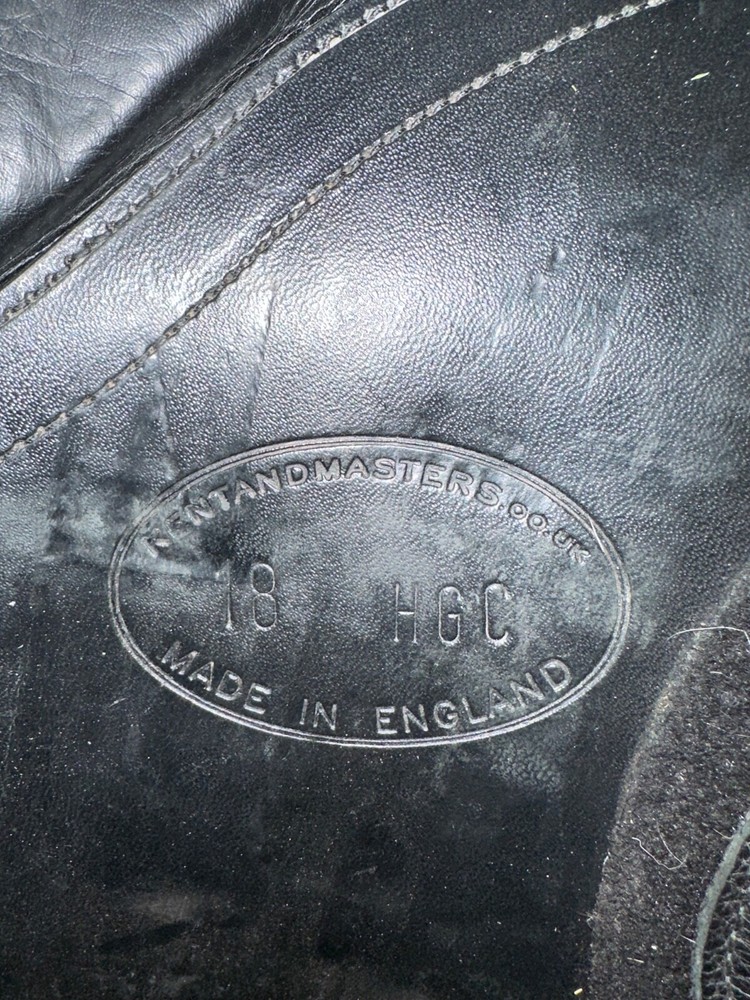 KENTANDMASTERS.CO.UK
18 HGC
MADE IN ENGLAND